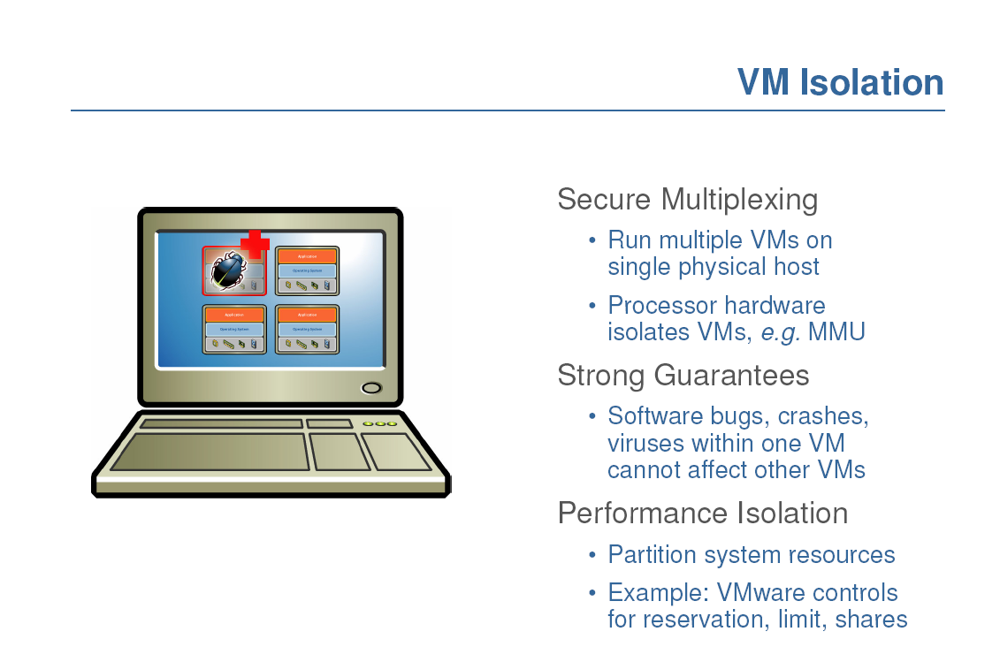 VM Isolation
Application
Operating System
Application
Operating System
Application
Operating System
Secure Multiplexing
• Run multiple VMs on
single physical host
• Processor hardware
isolates VMs, e.g. MMU
Strong Guarantees
• Software bugs, crashes,
viruses within one VM
cannot affect other VMs
Performance Isolation
• Partition system resources
• Example: VMware controls
for reservation, limit, shares